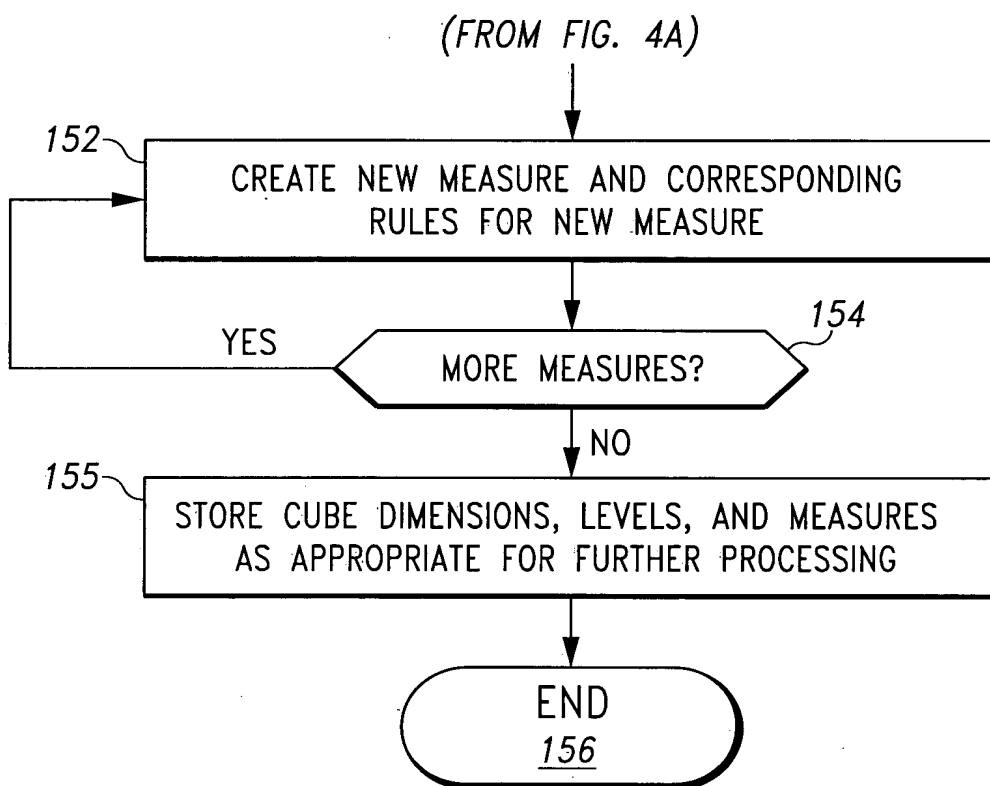 (FROM FIG. 4A)
152
CREATE NEW MEASURE AND CORRESPONDING
RULES FOR NEW MEASURE
154
YES
MORE MEASURES?
NO
155
STORE CUBE DIMENSIONS, LEVELS, AND MEASURES
AS APPROPRIATE FOR FURTHER PROCESSING
END
156